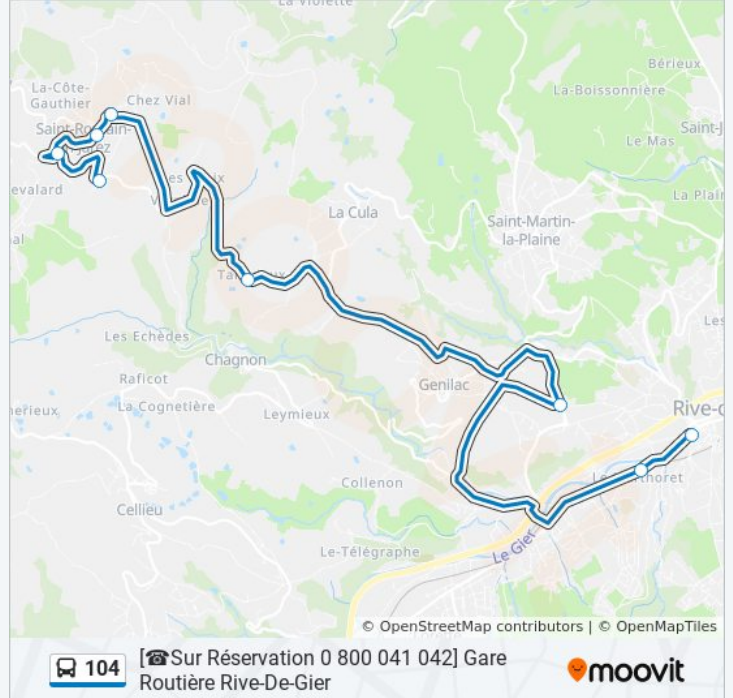 La Violette
Bérieux
La-Côte-
Gauthier
Chez Vial
La-Boissonnière
Saint-J
Le Mas
La Plai
La Cula
Saint-Martin-
la-Plaine
Les Echèdes
Chagnon
Raficot
La Cognetière
Leymieux
Genilac
Rive-d
Collenon
Cellieu
Le-Télégraphe
Le Gier
© OpenStreetMap contributors | © OpenMapTiles
104
[☎Sur Réservation 0 800 041 042] Gare
Routière Rive-De-Gier
moovit